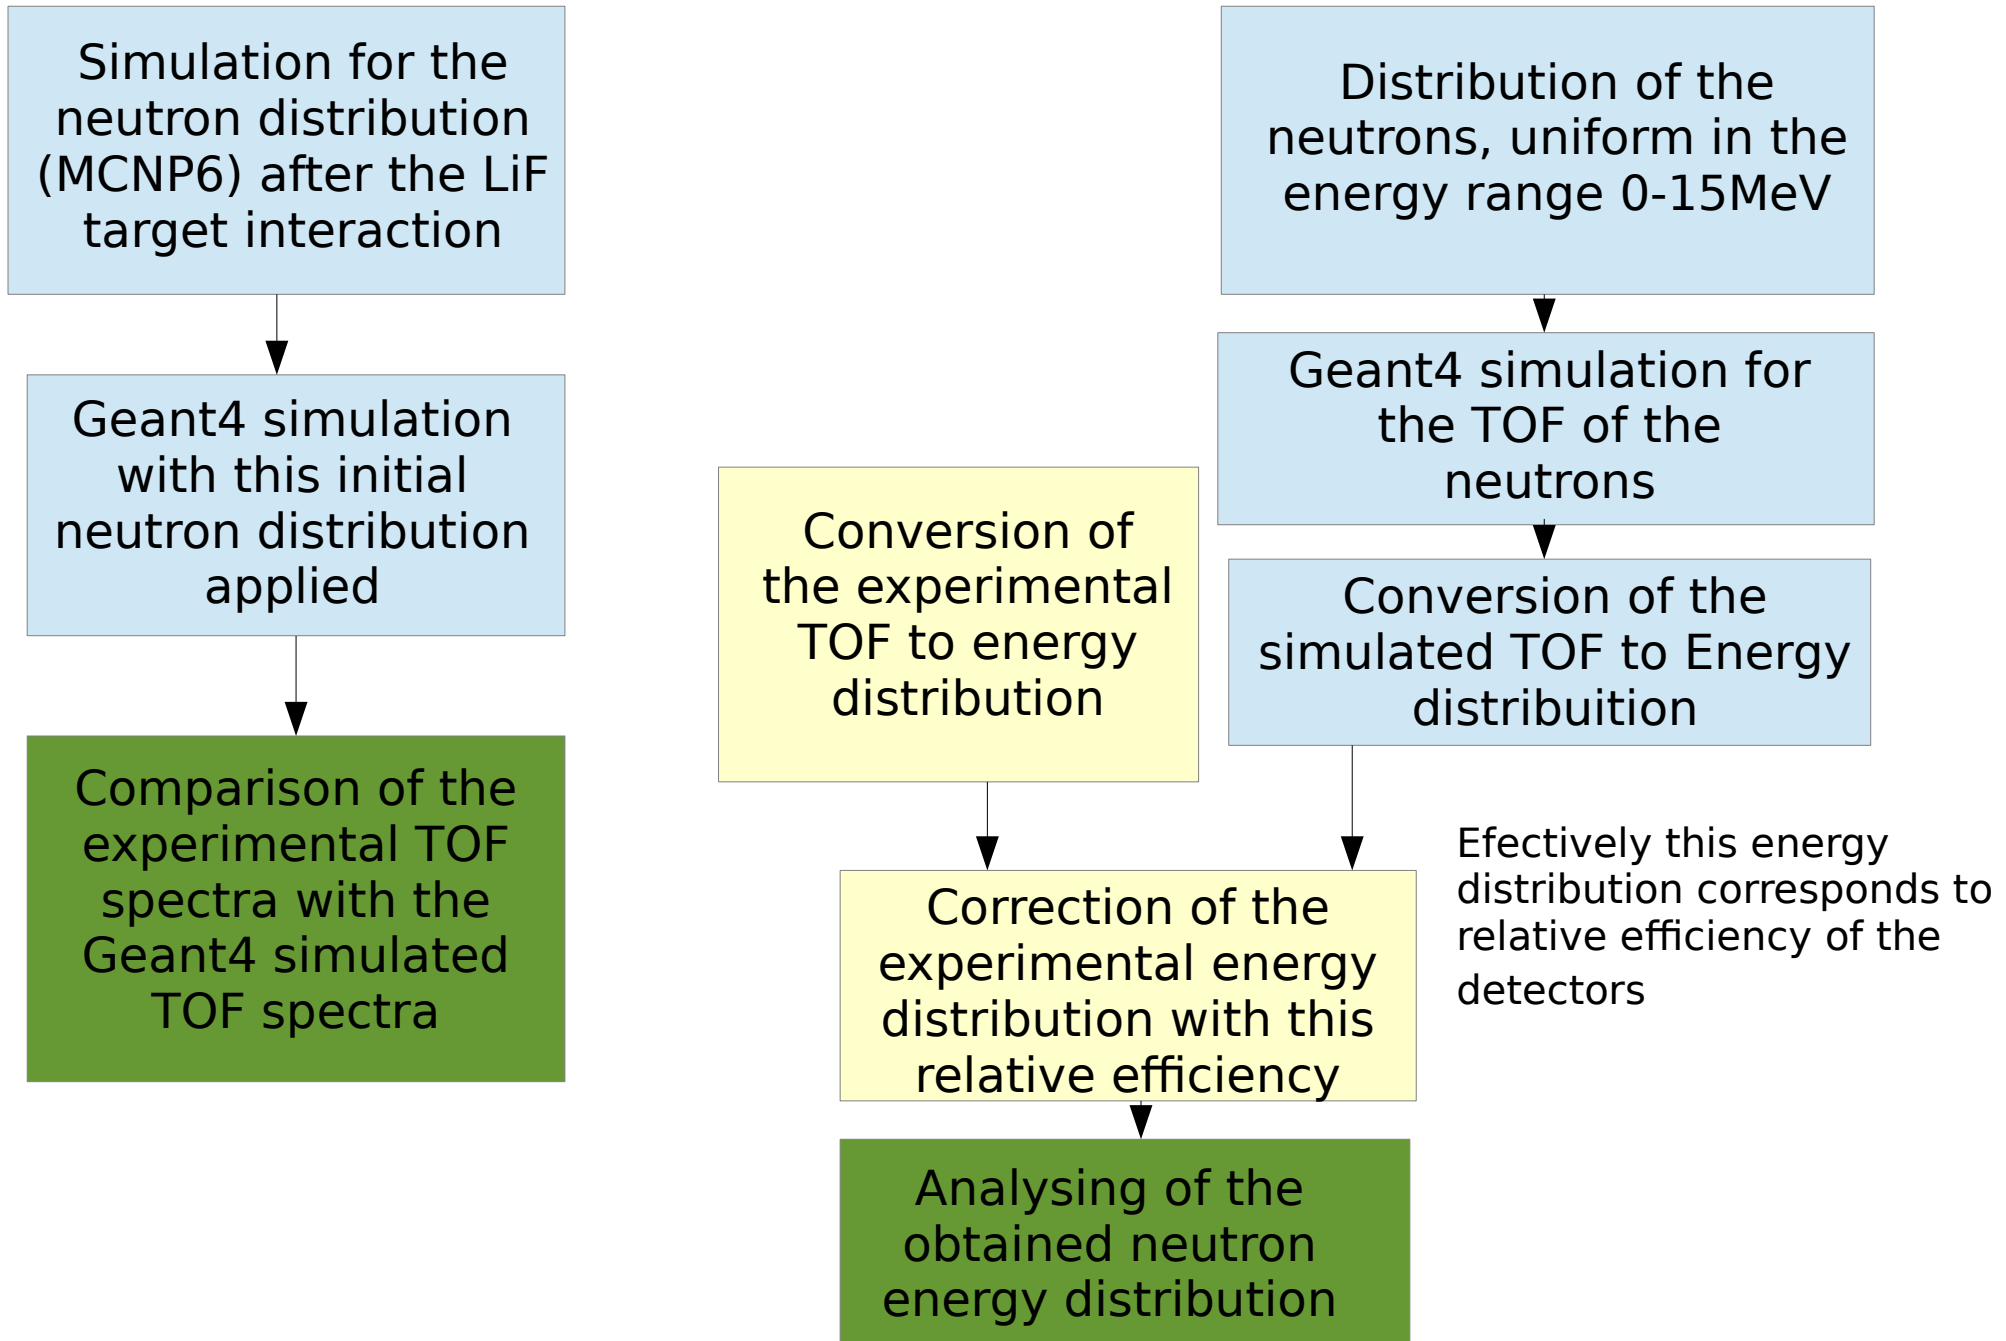 Simulation for the
neutron distribution
(MCNP6) after the LiF
target interaction
Geant4 simulation
with this initial
neutron distribution
applied
Comparison of the
experimental TOF
spectra with the
Geant4 simulated
TOF spectra
Distribution of the
neutrons, uniform in the
energy range 0-15MeV
Geant4 simulation for
the TOF of the
neutrons
Conversion of
the experimental
TOF to energy
distribution
Conversion of the
simulated TOF to Energy
distribuition
Efectively this energy
distribution corresponds to
relative efficiency of the
detectors
Correction of the
experimental energy
distribution with this
relative efficiency
Analysing of the
obtained neutron
energy distribution